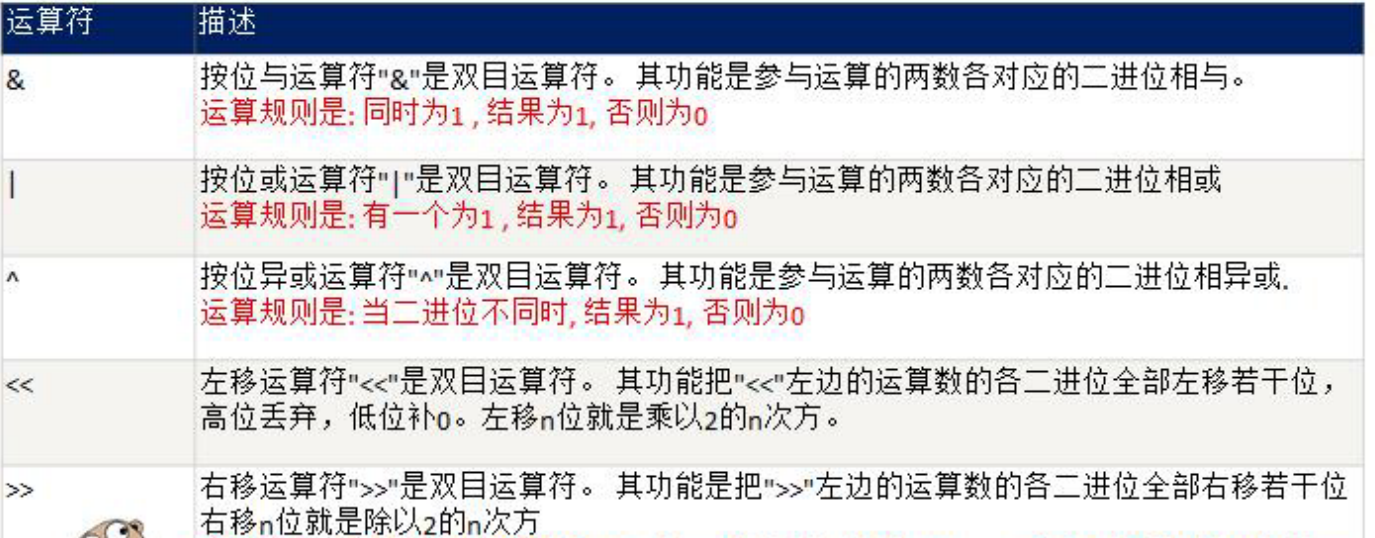 运算符 描述
& 按位与运算符"&"是双目运算符。 其功能是参与运算的两数各对应的二进位相与。
运算规则是: 同时为1 , 结果为1, 否则为0
| 按位或运算符"|"是双目运算符。 其功能是参与运算的两数各对应的二进位相或
运算规则是: 有一个为1 , 结果为1, 否则为0
^ 按位异或运算符"^"是双目运算符。 其功能是参与运算的两数各对应的二进位相异或.
运算规则是: 当二进位不同时, 结果为1, 否则为0
<< 左移运算符"<<"是双目运算符。 其功能把"<<"左边的运算数的各二进位全部左移若干位，
高位丢弃，低位补0。左移n位就是乘以2的n次方。
>> 右移运算符">>"是双目运算符。 其功能是把">>"左边的运算数的各二进位全部右移若干位
右移n位就是除以2的n次方